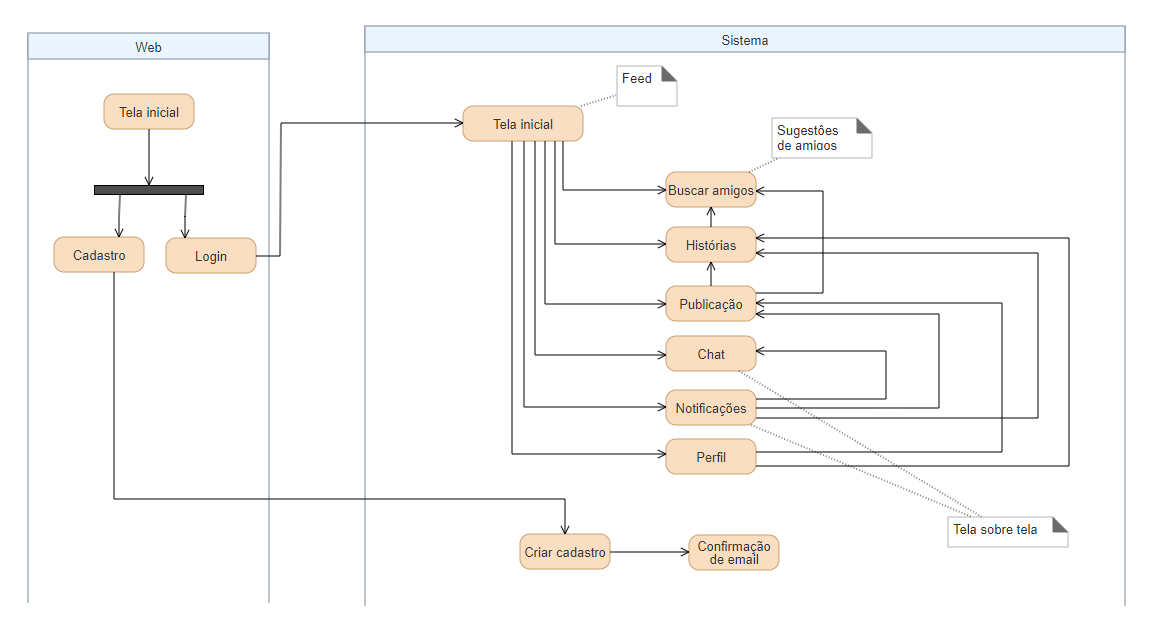 Web
Tela inicial
Cadastro
Login
Sistema
Feed
Tela inicial
Sugestões
de amigos
Buscar amigos
Histórias
Publicação
Chat
Notificações
Perfil
Tela sobre tela
Criar cadastro
Confirmação
de email